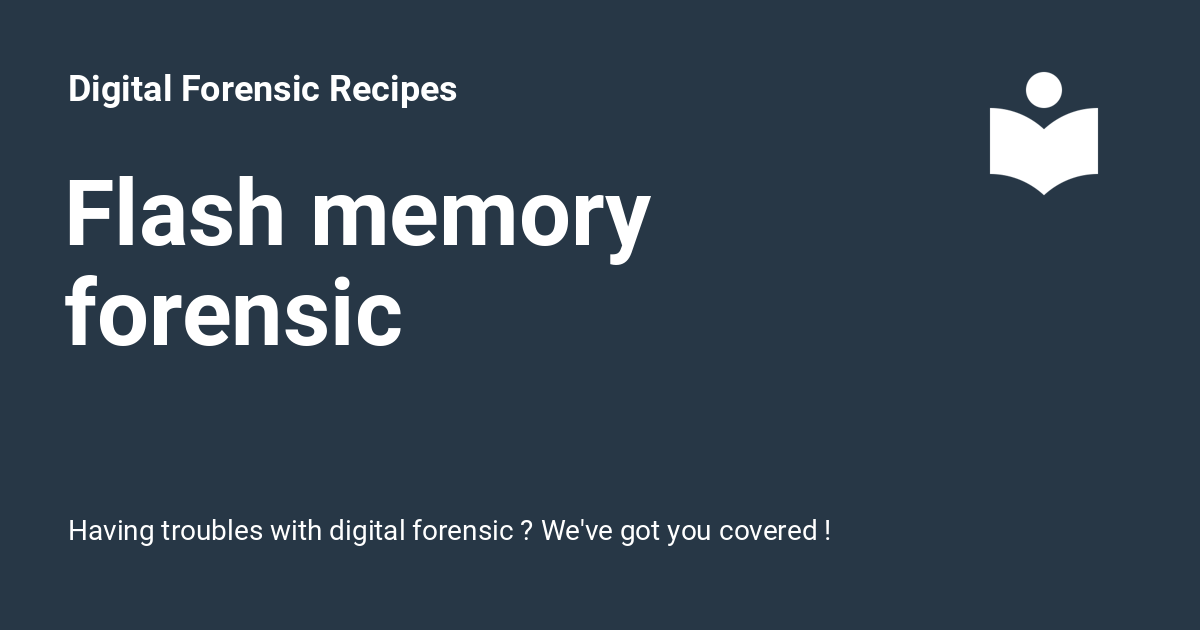 Digital Forensic Recipes
Flash memory
forensic
Having troubles with digital forensic ? We've got you covered !